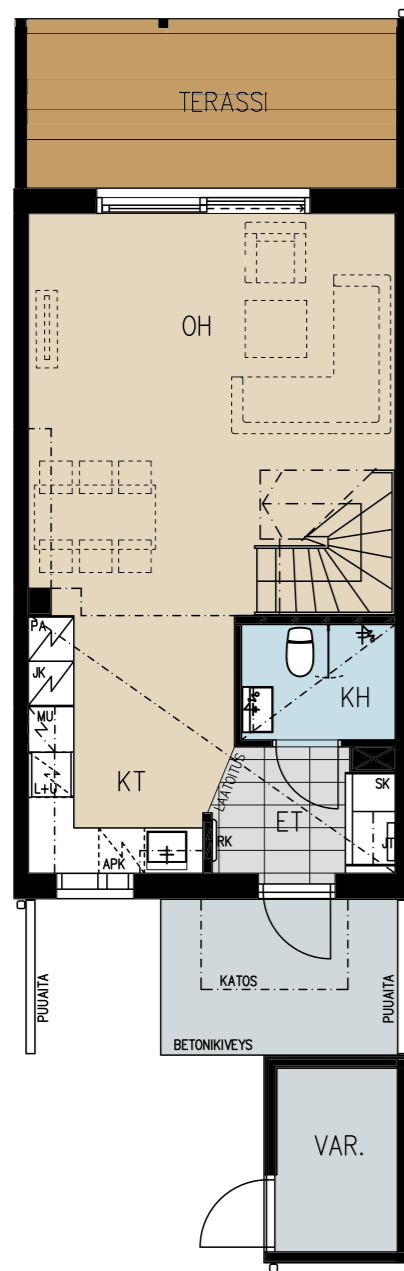 TERASSI
OH
PA
JK
MU
L+U
KH
KT
LAATOITUS
SK
ET
RK
JT
APK
KATOS
PUUAITA
PUUAITA
BETONIKIVEYS
VAR.